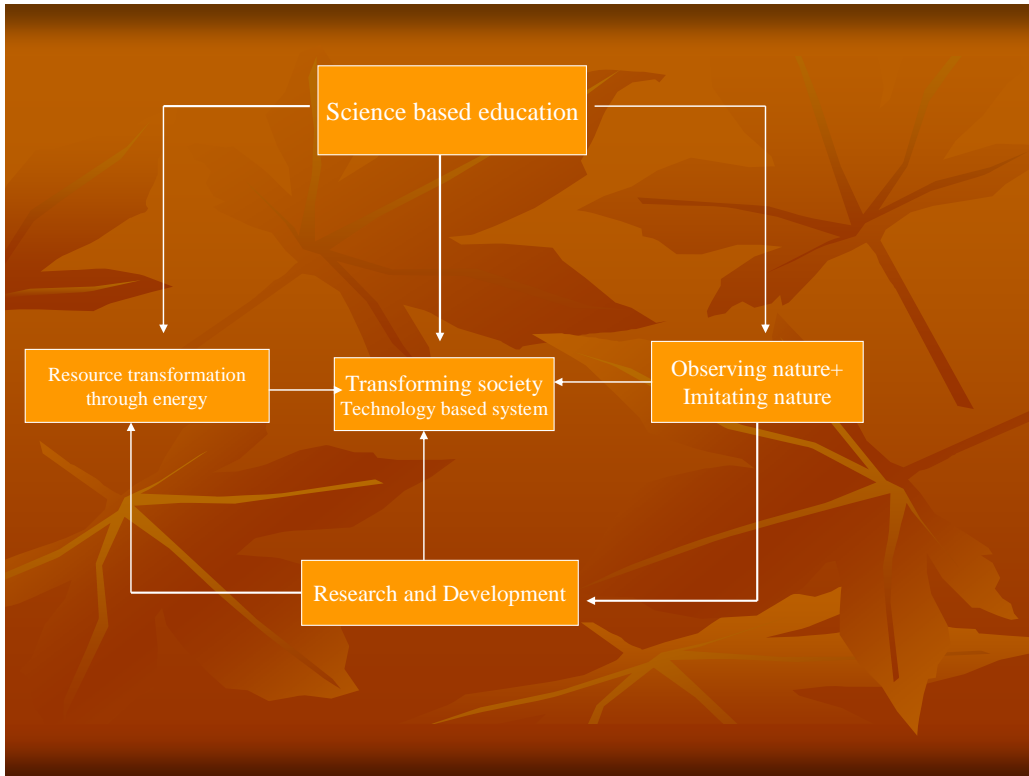 Science based education
Resource transformation
through energy
Transforming society
Technology based system
Observing nature+
Imitating nature
Research and Development